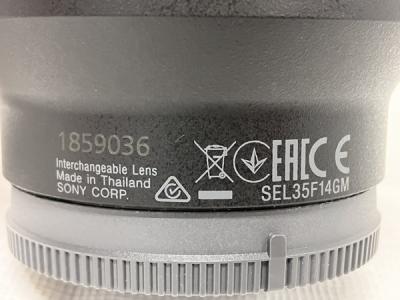 1859036
Interchangeable Lens
Made in Thailand
SONY CORP.
EAC CE
SEL35F14GM